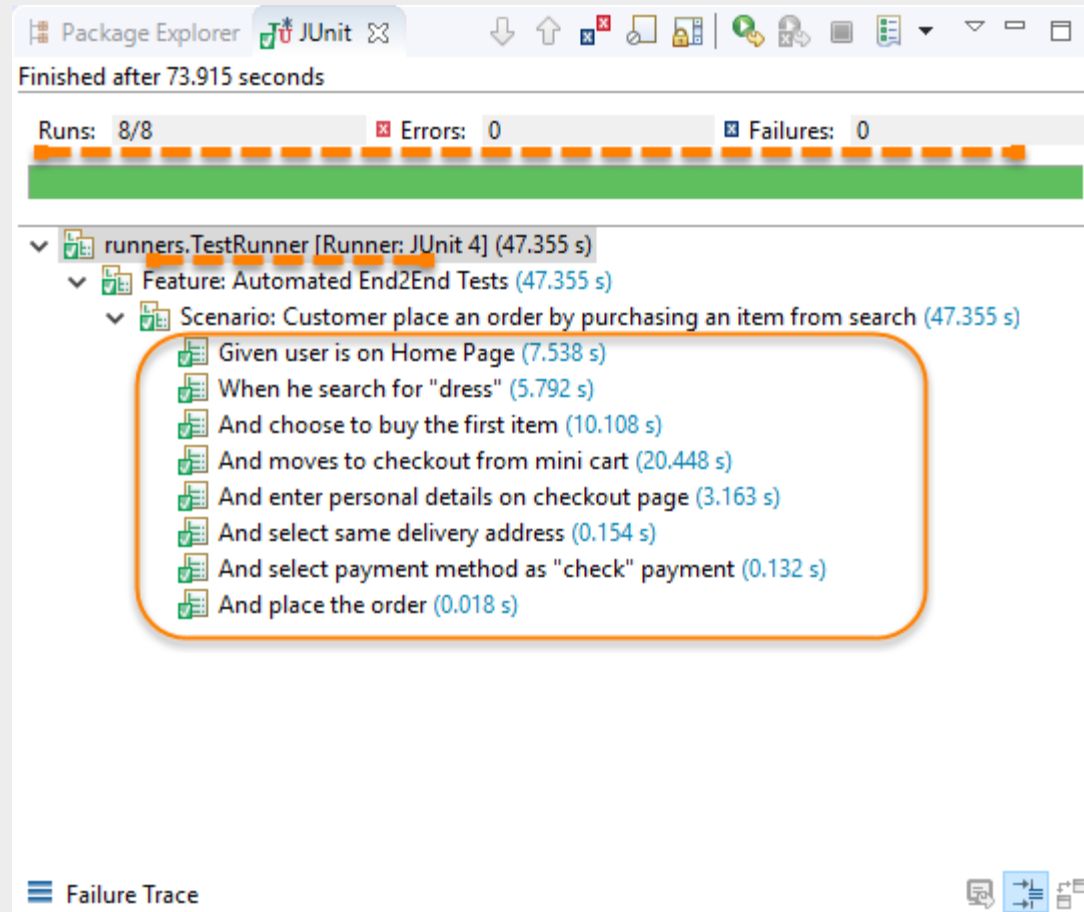 Package Explorer JUnit
Finished after 73.915 seconds
Runs: 8/8 Errors: 0 Failures: 0
runners.TestRunner [Runner: JUnit 4] (47.355 s)
Feature: Automated End2End Tests (47.355 s)
Scenario: Customer place an order by purchasing an item from search (47.355 s)
Given user is on Home Page (7.538 s)
When he search for "dress" (5.792 s)
And choose to buy the first item (10.108 s)
And moves to checkout from mini cart (20.448 s)
And enter personal details on checkout page (3.163 s)
And select same delivery address (0.154 s)
And select payment method as "check" payment (0.132 s)
And place the order (0.018 s)
Failure Trace